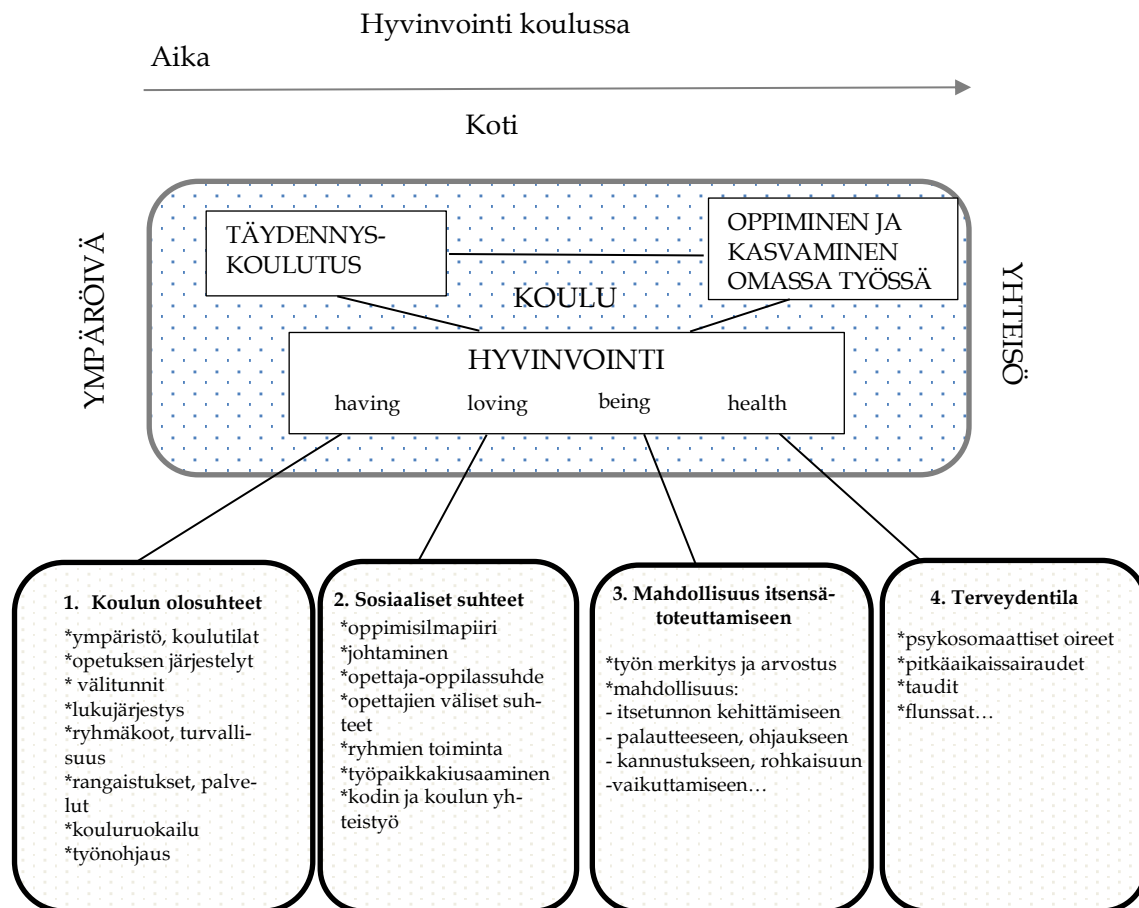 Hyvinvointi koulussa
Aika
Koti
YMPÄRÖIVÄ
YHTEISÖ
TÄYDENNYS-
KOULUTUS
OPPIMINEN JA
KASVAMINEN
OMASSA TYÖSSÄ
KOULU
HYVINVOINTI
having loving being health
1. Koulun olosuhteet
*ympäristö, koulutilat
*opetuksen järjestelyt
* välitunnit
*lukujärjestys
*ryhmäkoot, turvalli-
suus
*rangaistukset, palve-
lut
*kouluruokailu
*työnohjaus
2. Sosiaaliset suhteet
*oppimisilmapiiri
*johtaminen
*opettaja-oppilassuhde
*opettajien väliset suh-
teet
*ryhmien toiminta
*työpaikkakiusaaminen
*kodin ja koulun yh-
teistyö
3. Mahdollisuus itsensä-
toteuttamiseen
*työn merkitys ja arvostus
*mahdollisuus:
- itsetunnon kehittämiseen
- palautteeseen, ohjaukseen
- kannustukseen, rohkaisuun
-vaikuttamiseen…
4. Terveydentila
*psykosomaattiset oireet
*pitkäaikaissairaudet
*taudit
*flunssat…